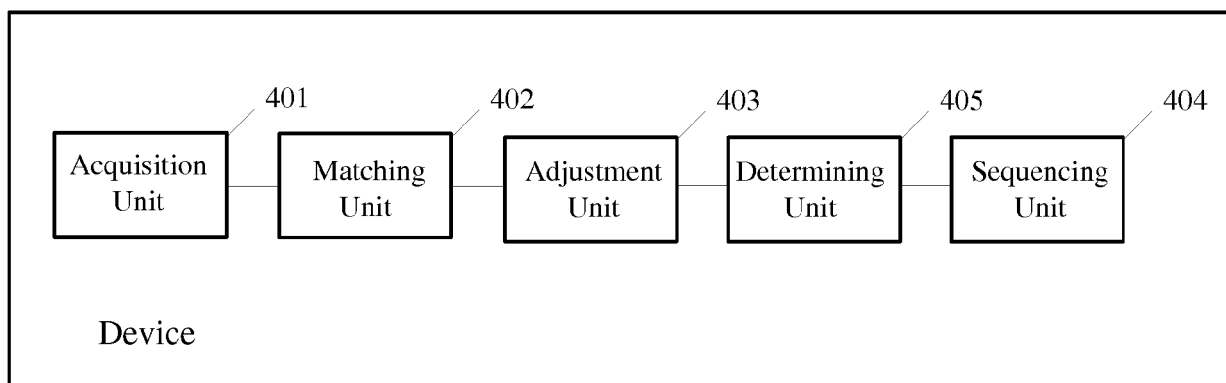 401
402
403
405
404
Acquisition
Unit
Matching
Unit
Adjustment
Unit
Determining
Unit
Sequencing
Unit
Device